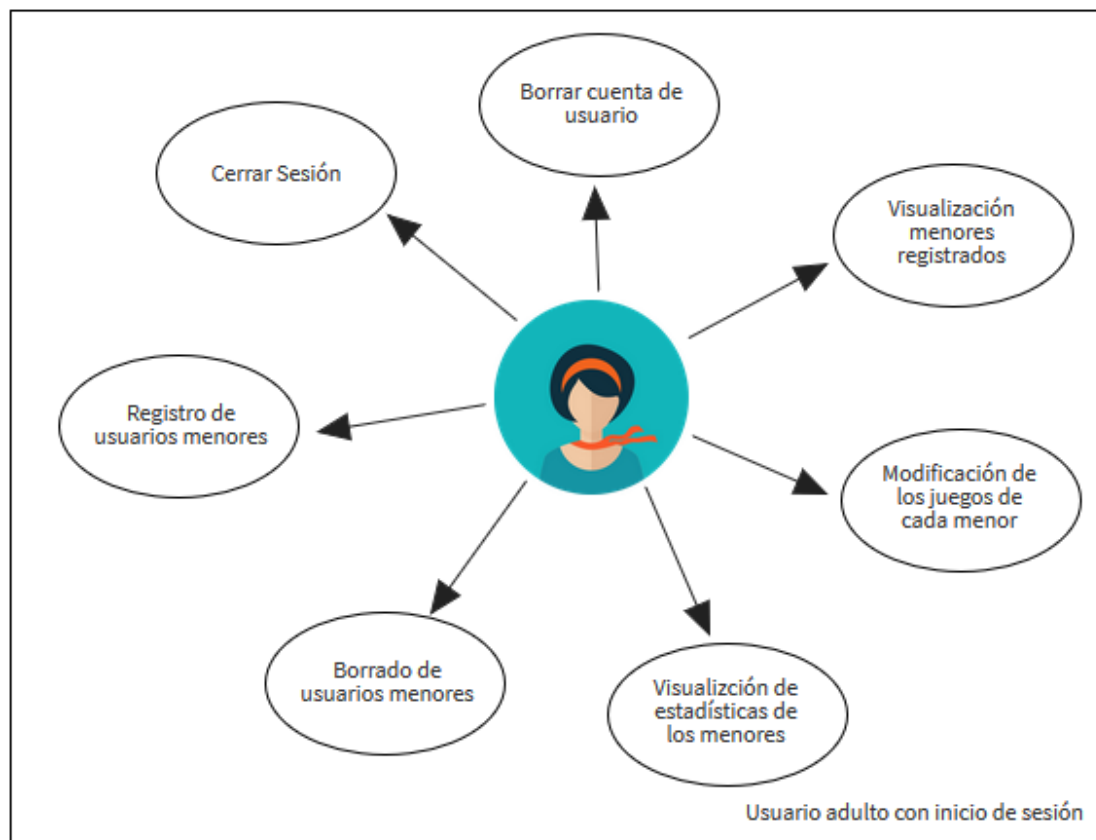 Borrar cuenta de
usuario
Cerrar Sesión
Visualización
menores
registrados
Registro de
usuarios menores
Modificación de
los juegos de
cada menor
Borrado de
usuarios menores
Visualizción de
estadísticas de
los menores
Usuario adulto con inicio de sesión